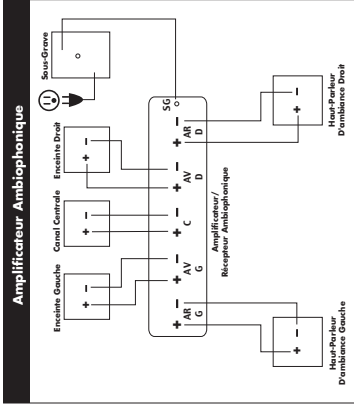 Amplificateur Ambiophonique
Enceinte Gauche
+ −
Canal Centrale
+ −
Enceinte Droit
+ −
Sous-Grave
+ − + − + − + − + −
AR AV C AV AR SG
G G D D
Amplificateur/
Récepteur Ambiophonique
+ −
Haut-Parleur
D'ambiance Gauche
+ −
Haut-Parleur
D'ambiance Droit